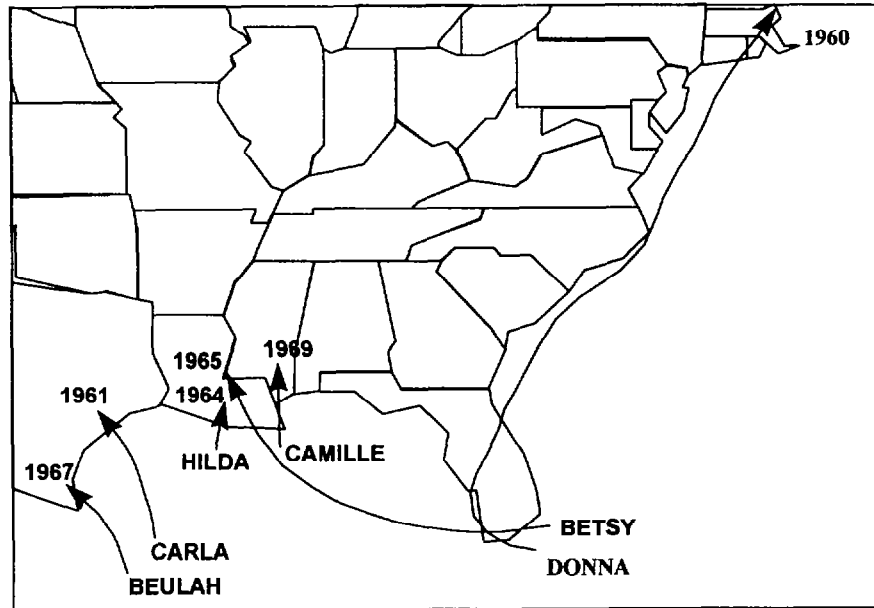 1960
1965
1969
1961
1964
HILDA
CAMILLE
1967
BETSY
CARLA
DONNA
BEULAH